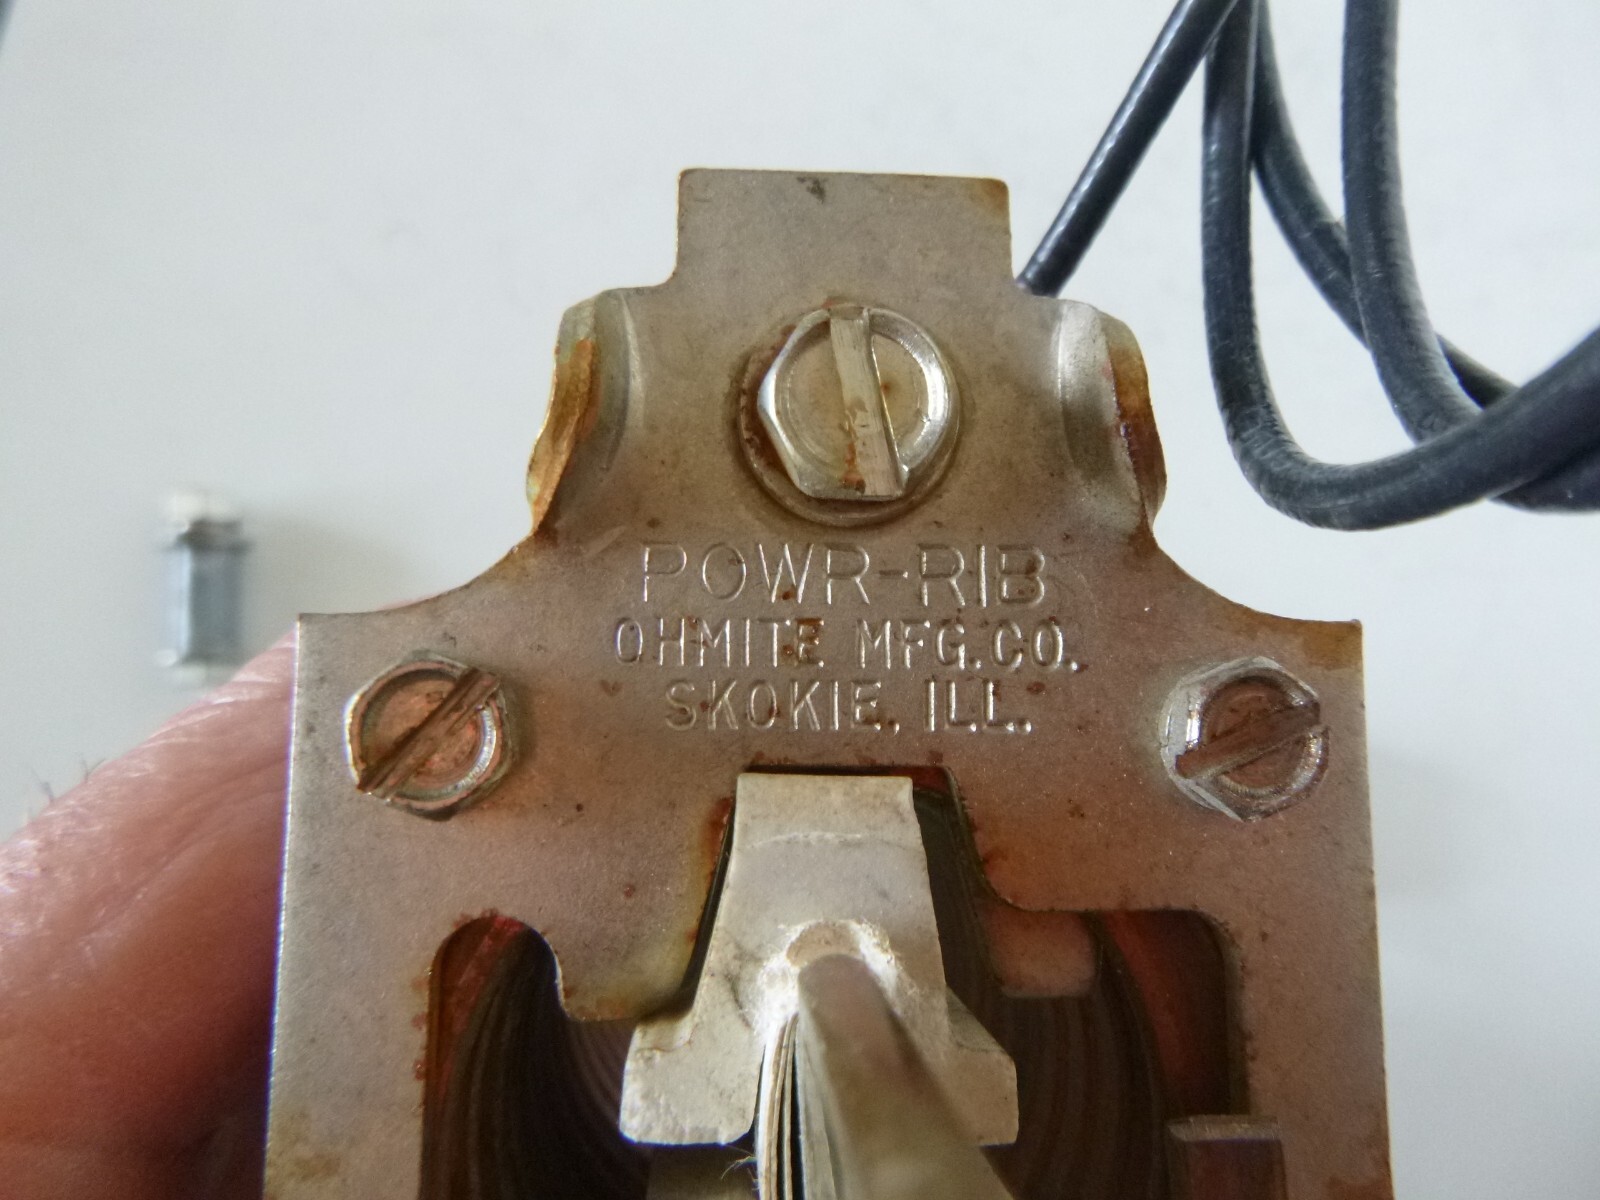 POWR-RIB
OHMITE MFG.CO.
SKOKIE, ILL.